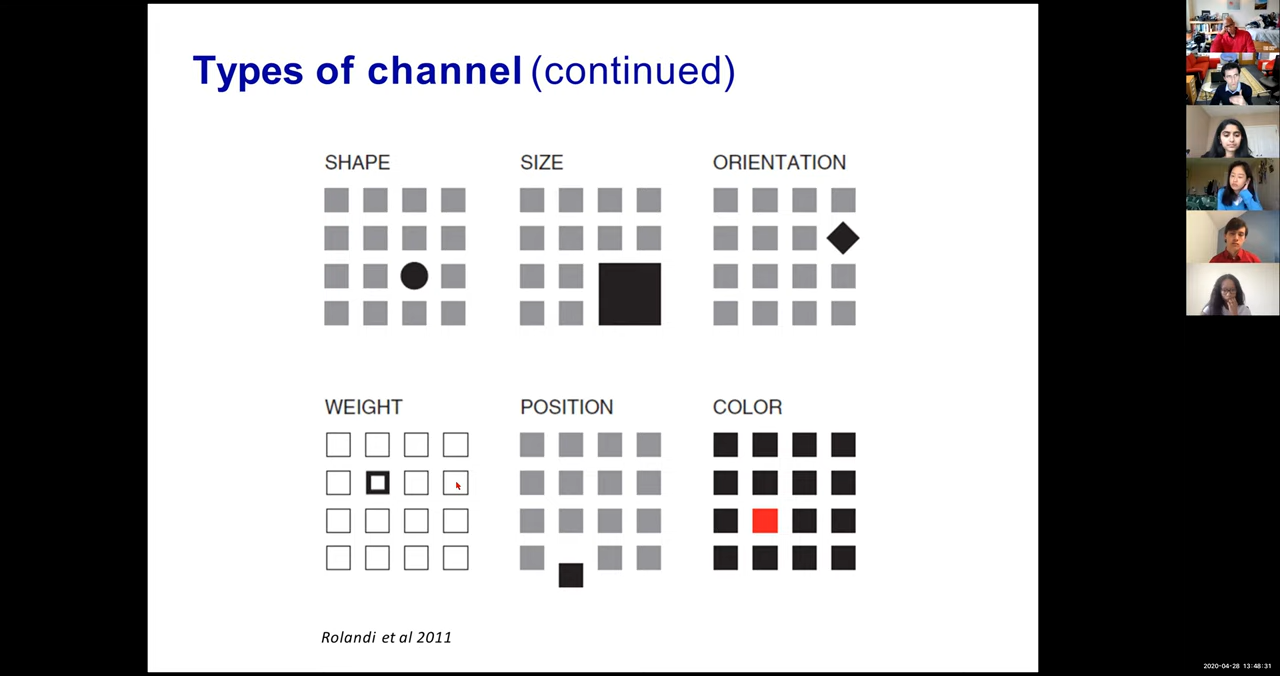 Types of channel (continued)
SHAPE
SIZE
ORIENTATION
WEIGHT
POSITION
COLOR
Rolandi et al 2011
2020-04-28 13:48:31